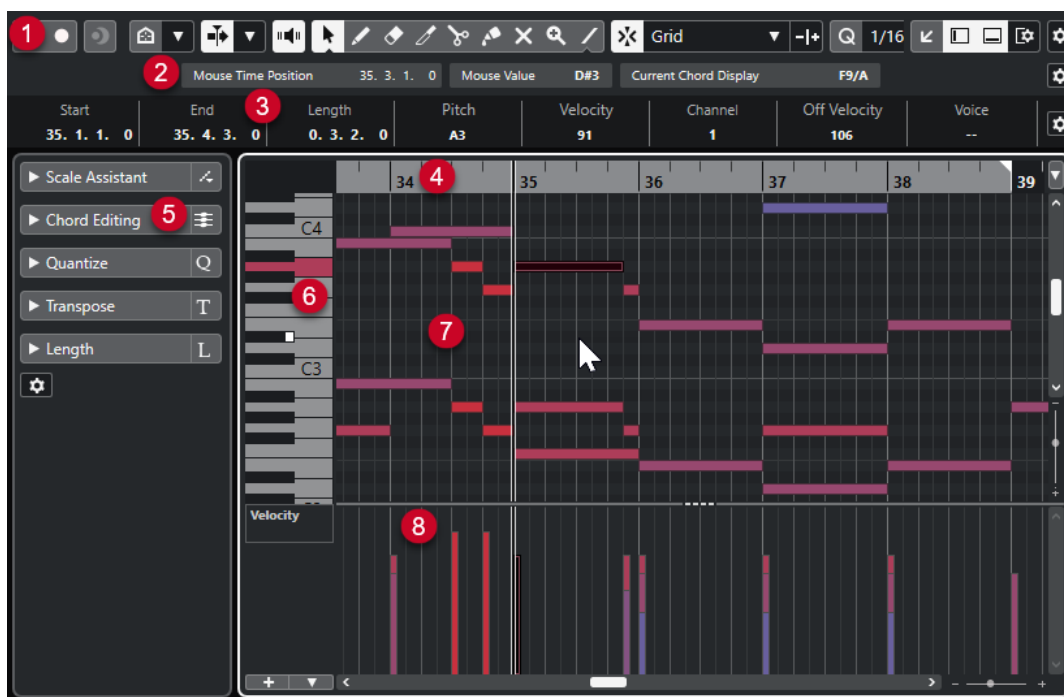 1
Grid
Q 1/16
2
Mouse Time Position 35. 3. 1. 0 Mouse Value D#3 Current Chord Display F9/A
3
Start End Length Pitch Velocity Channel Off Velocity Voice
35. 1. 1. 0 35. 4. 3. 0 0. 3. 2. 0 A3 91 1 106 --
Scale Assistant
4
34 35 36 37 38 39
Chord Editing
5
C4
Quantize Q
6
Transpose T
7
Length L
C3
Velocity
8